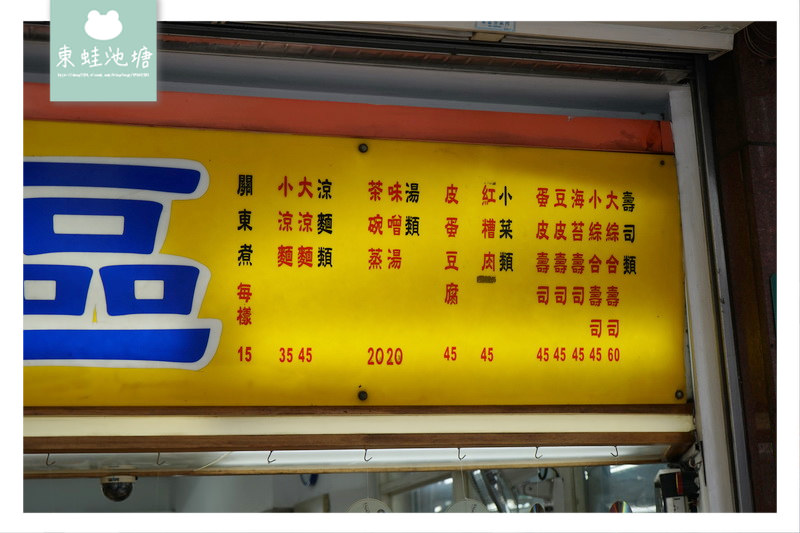 東蛙池塘
壽司類
大綜合壽司 60
小綜合壽司 45
海苔壽司 45
豆皮壽司 45
蛋皮壽司 45
小菜類
紅糟肉 45
皮蛋豆腐 45
湯類
味噌湯 20
茶碗蒸 20
涼麵類
大涼麵 45
小涼麵 35
關東煮 每樣 15
區